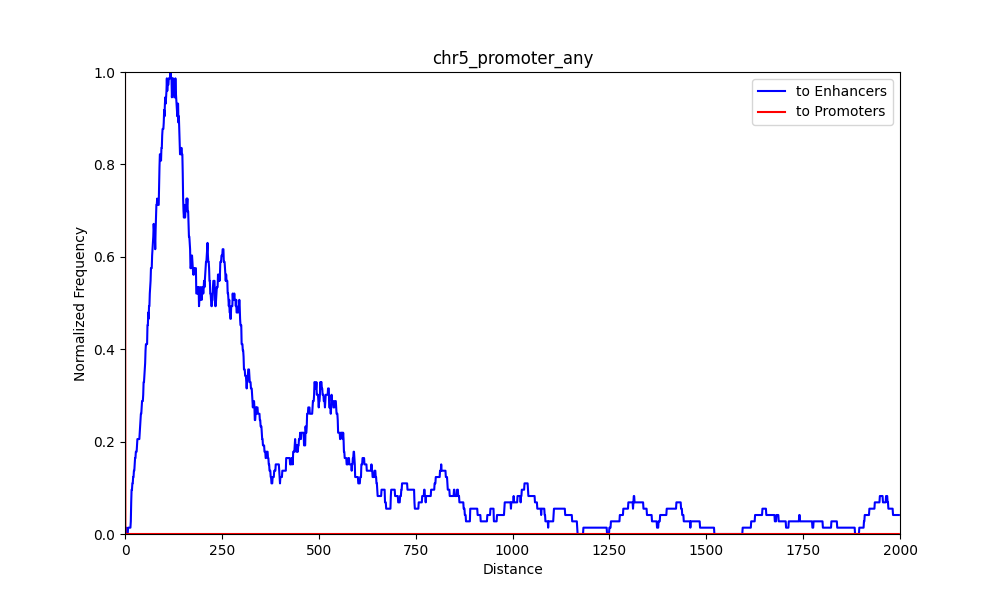 chr5_promoter_any
to Enhancers
to Promoters
Normalized Frequency
1.0
0.8
0.6
0.4
0.2
0.0
0 250 500 750 1000 1250 1500 1750 2000
Distance